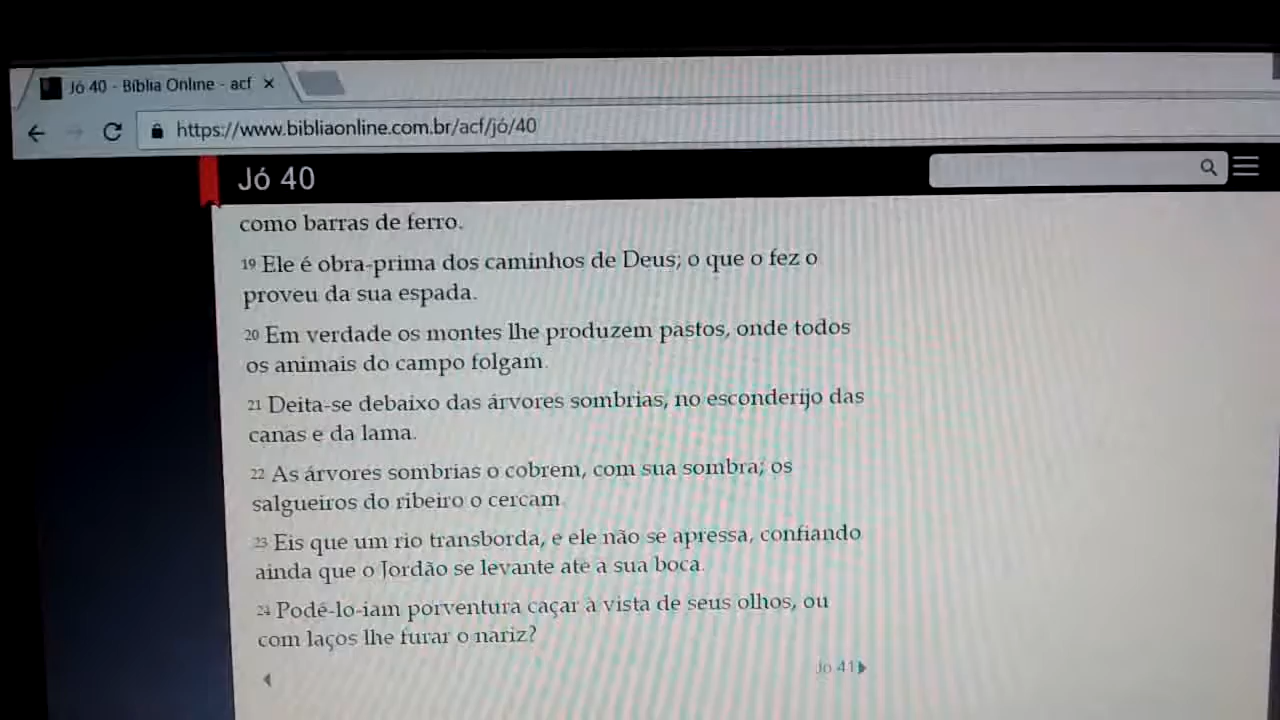 Jó 40 - Bíblia Online - acf
https://www.bibliaonline.com.br/acf/jó/40
Jó 40
como barras de ferro.
19 Ele é obra-prima dos caminhos de Deus; o que o fez o
proveu da sua espada.
20 Em verdade os montes lhe produzem pastos, onde todos
os animais do campo folgam.
21 Deita-se debaixo das árvores sombrias, no esconderijo das
canas e da lama.
22 As árvores sombrias o cobrem, com sua sombra; os
salgueiros do ribeiro o cercam.
23 Eis que um rio transborda, e ele não se apressa, confiando
ainda que o Jordão se levante até à sua boca.
24 Podê-lo-iam porventura caçar à vista de seus olhos, ou
com laços lhe furar o nariz?
Jó 41